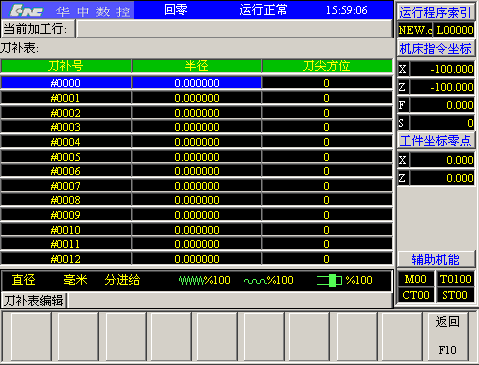 CNC 华中数控 回零 运行正常 15:59:06
当前加工行:
刀补表:
刀补号 半径 刀尖方位
#0000 0.000000 0
#0001 0.000000 0
#0002 0.000000 0
#0003 0.000000 0
#0004 0.000000 0
#0005 0.000000 0
#0006 0.000000 0
#0007 0.000000 0
#0008 0.000000 0
#0009 0.000000 0
#0010 0.000000 0
#0011 0.000000 0
#0012 0.000000 0
直径 毫米 分进给 %100 %100 %100
刀补表编辑
运行程序索引
NEW.c L00000
机床指令坐标
X -100.000
Z -100.000
F 0.000
S 0
工件坐标零点
X 0.000
Z 0.000
辅助机能
M00 T0100
CT00 ST00
返回
F10